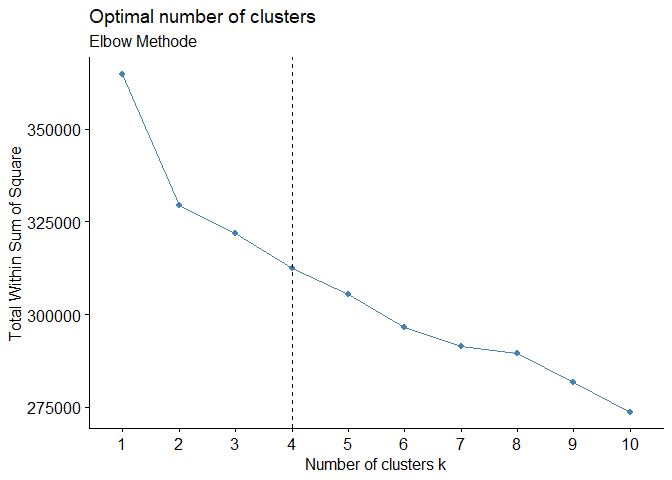 Optimal number of clusters
Elbow Methode
350000
325000
300000
275000
Total Within Sum of Square
1 2 3 4 5 6 7 8 9 10
Number of clusters k